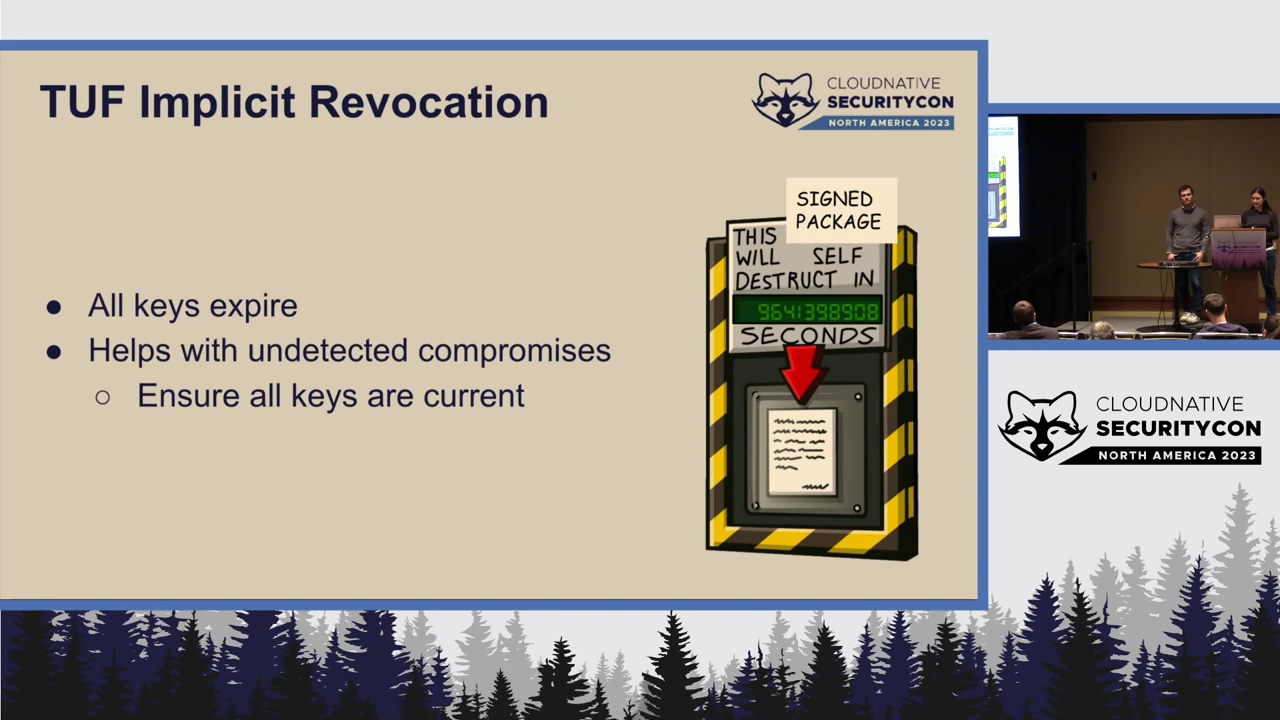 TUF Implicit Revocation
CLOUDNATIVE
SECURITYCON
NORTH AMERICA 2023
● All keys expire
● Helps with undetected compromises
○ Ensure all keys are current
SIGNED
PACKAGE
THIS
WILL SELF
DESTRUCT IN
9641398908
SECONDS
CLOUDNATIVE
SECURITYCON
NORTH AMERICA 2023